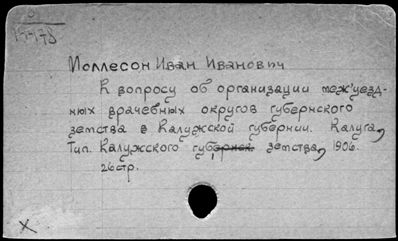 Моллесон Иван Иванович
К вопросу об организации меж'уезд-
ных врачебных округов губернского
земства в Калужской губернии. Калуга,
Тип. Калужского губернск земства, 1906.
26стр.
х